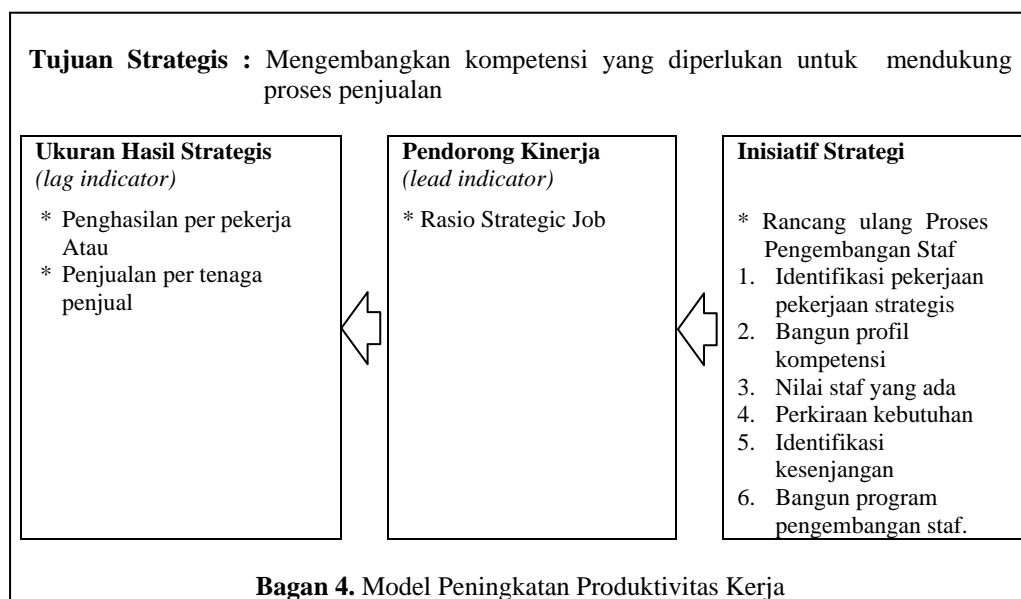 Tujuan Strategis : Mengembangkan kompetensi yang diperlukan untuk mendukung
proses penjualan
Ukuran Hasil Strategis
(lag indicator)
* Penghasilan per pekerja
Atau
* Penjualan per tenaga
penjual
Pendorong Kinerja
(lead indicator)
* Rasio Strategic Job
Inisiatif Strategi
* Rancang ulang Proses
Pengembangan Staf
1. Identifikasi pekerjaan
pekerjaan strategis
2. Bangun profil
kompetensi
3. Nilai staf yang ada
4. Perkiraan kebutuhan
5. Identifikasi
kesenjangan
6. Bangun program
pengembangan staf.
Bagan 4. Model Peningkatan Produktivitas Kerja